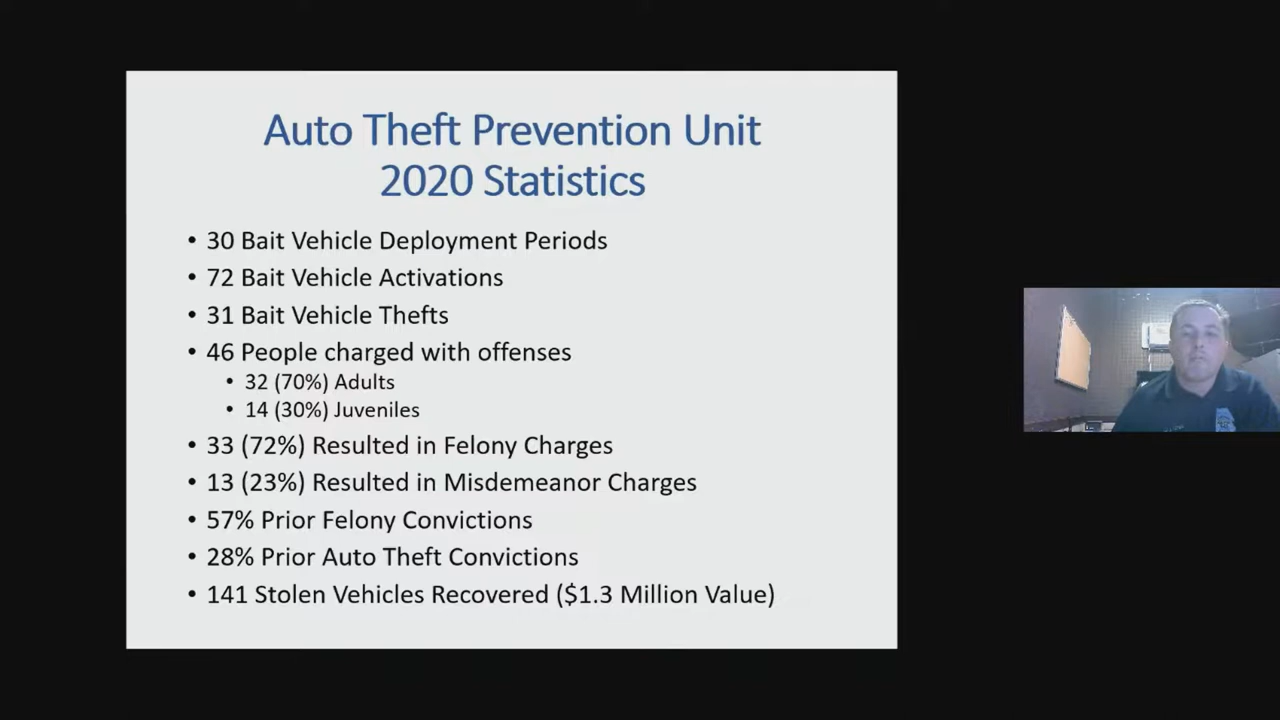 Auto Theft Prevention Unit
2020 Statistics
• 30 Bait Vehicle Deployment Periods
• 72 Bait Vehicle Activations
• 31 Bait Vehicle Thefts
• 46 People charged with offenses
• 32 (70%) Adults
• 14 (30%) Juveniles
• 33 (72%) Resulted in Felony Charges
• 13 (23%) Resulted in Misdemeanor Charges
• 57% Prior Felony Convictions
• 28% Prior Auto Theft Convictions
• 141 Stolen Vehicles Recovered ($1.3 Million Value)